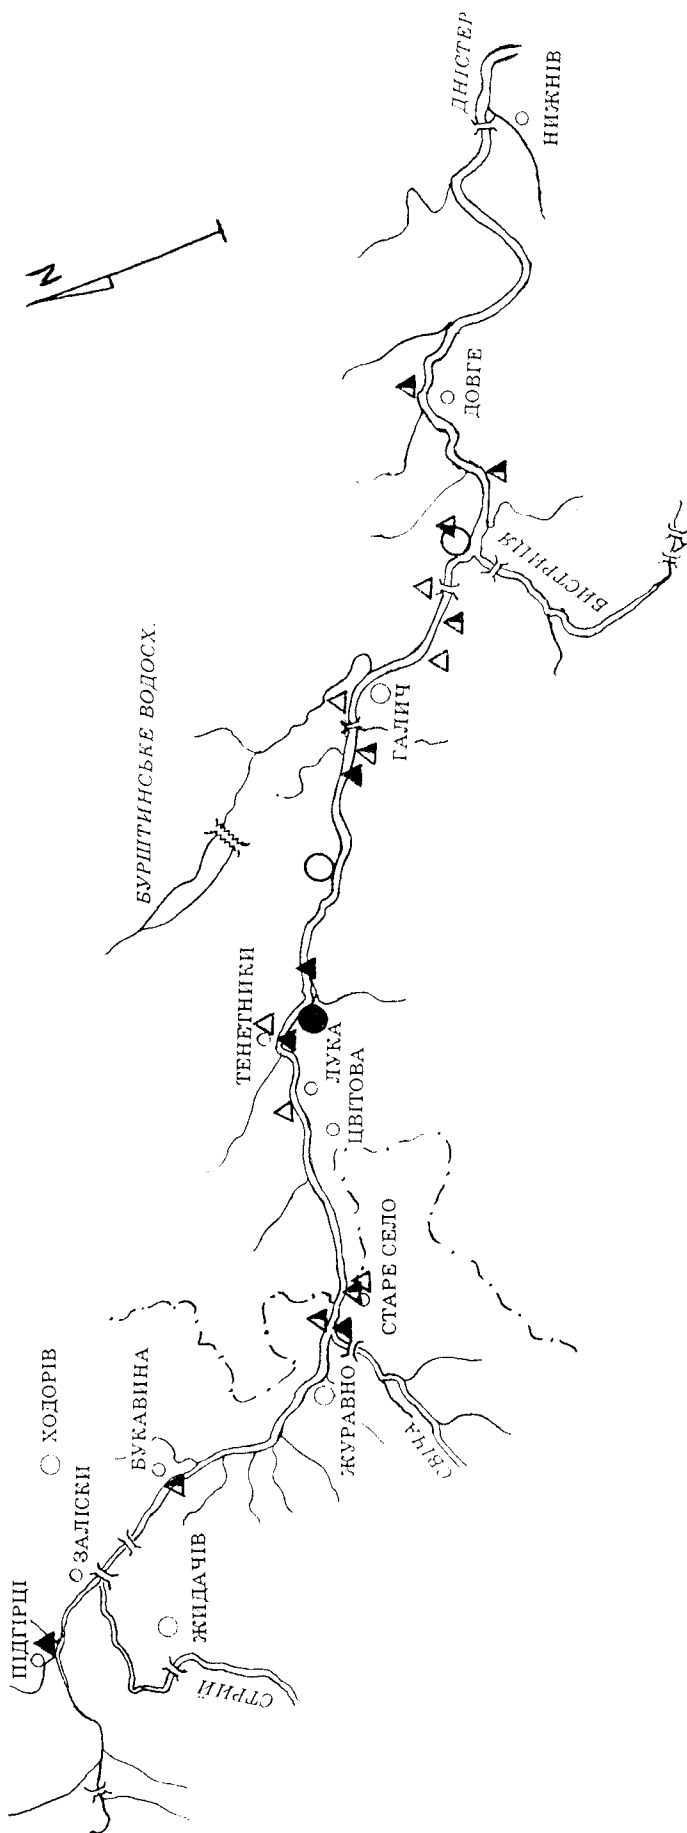 ПІДГІРЦІ
ЗАЛІСКИ
ХОДОРІВ
СТРИЙ
ЖИДАЧІВ
БУКАВИНА
СВІЧА
ЖУРАВНО
СТАРЕ СЕЛО
ЦВІТОВА
ЛУКА
ТЕНЕТНИКИ
БУРШТИНСЬКЕ ВОДОСХ.
ГАЛИЧ
БИСТРИЦЯ
ДОВГЕ
N
ДНІСТЕР
НИЖНІВ